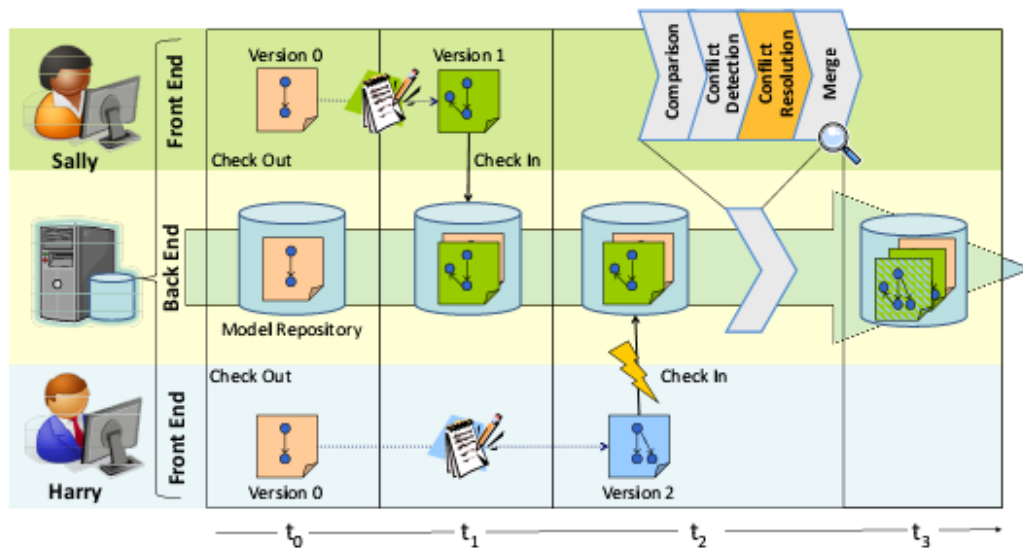 Version 0
Version 1
Comparison
Conflict
Detection
Conflict
Resolution
Merge
Front End
Sally
Check Out
Check In
Back End
Model Repository
Check Out
Check In
Front End
Harry
Version 0
Version 2
t0
t1
t2
t3